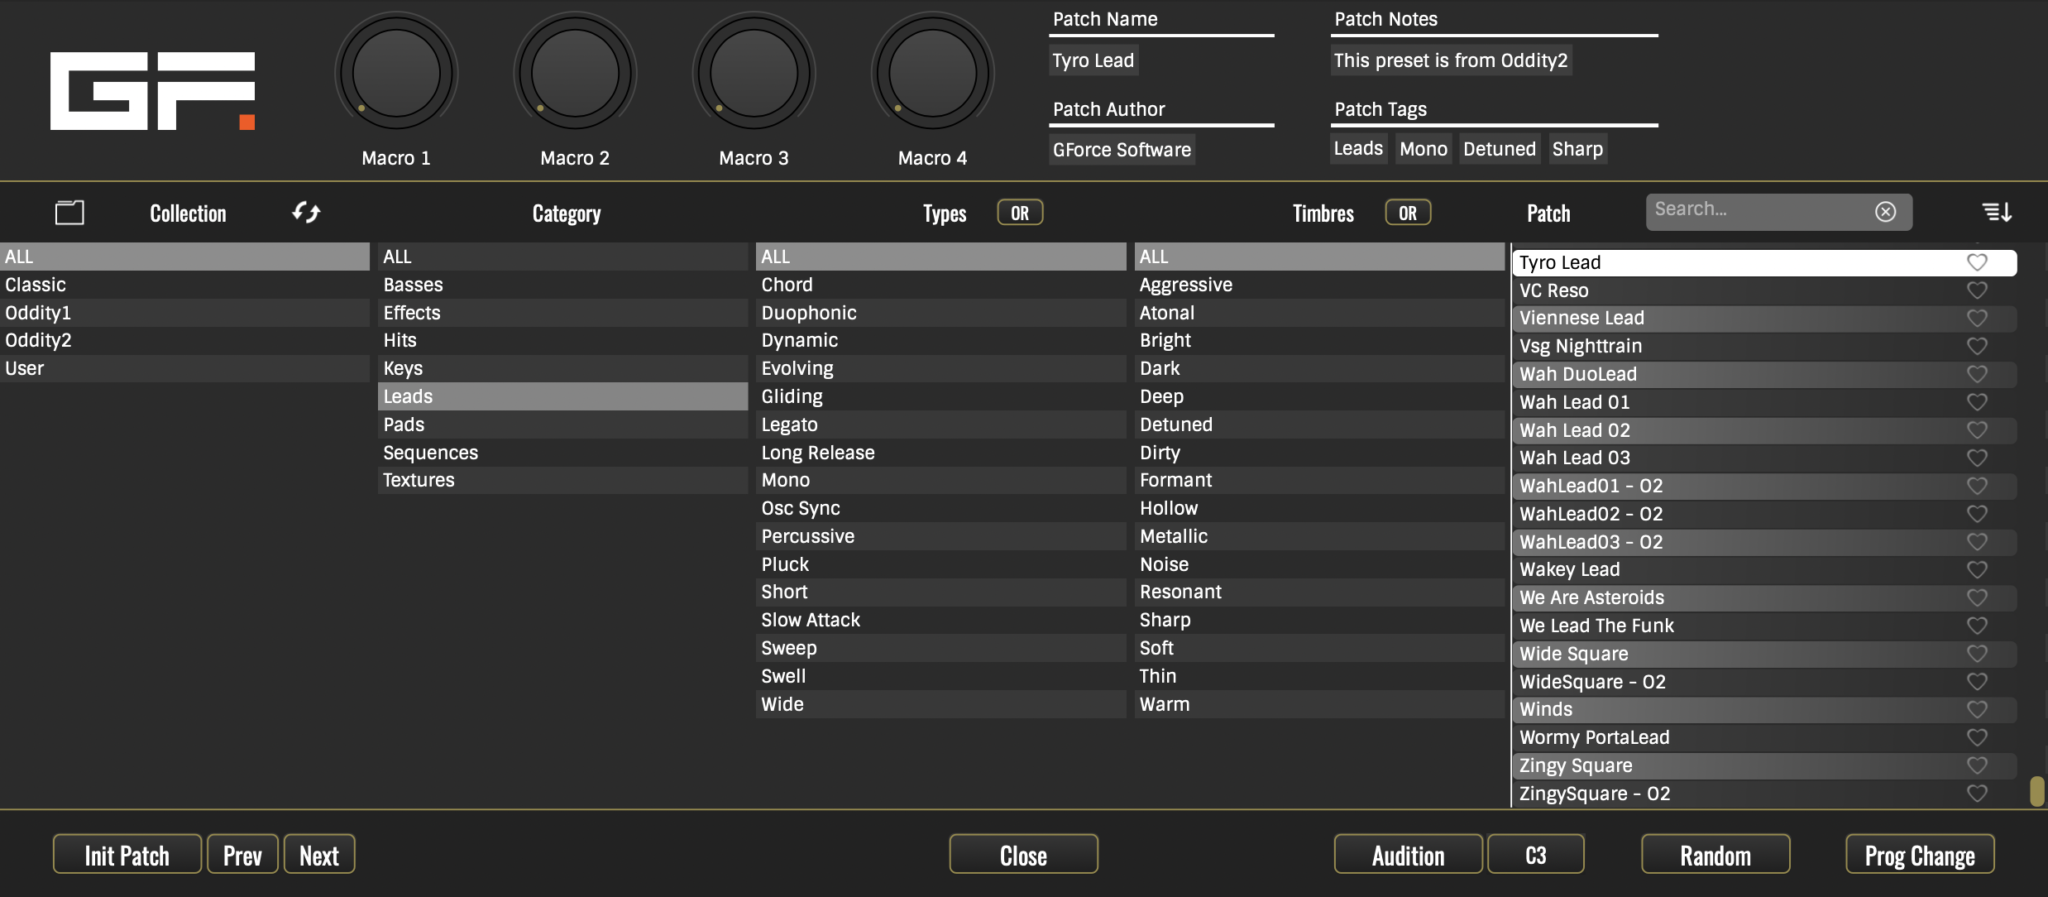 GF.
Macro 1
Macro 2
Macro 3
Macro 4
Patch Name
Tyro Lead
Patch Author
GForce Software
Patch Notes
This preset is from Oddity2
Patch Tags
Leads Mono Detuned Sharp
Collection
Category
Types OR
Timbres OR
Patch
Search...
ALL
Classic
Oddity1
Oddity2
User
ALL
Basses
Effects
Hits
Keys
Leads
Pads
Sequences
Textures
ALL
Chord
Duophonic
Dynamic
Evolving
Gliding
Legato
Long Release
Mono
Osc Sync
Percussive
Pluck
Short
Slow Attack
Sweep
Swell
Wide
ALL
Aggressive
Atonal
Bright
Dark
Deep
Detuned
Dirty
Formant
Hollow
Metallic
Noise
Resonant
Sharp
Soft
Thin
Warm
Tyro Lead
VC Reso
Viennese Lead
Vsg Nighttrain
Wah DuoLead
Wah Lead 01
Wah Lead 02
Wah Lead 03
WahLead01 - O2
WahLead02 - O2
WahLead03 - O2
Wakey Lead
We Are Asteroids
We Lead The Funk
Wide Square
WideSquare - O2
Winds
Wormy PortaLead
Zingy Square
ZingySquare - O2
Init Patch
Prev
Next
Close
Audition
C3
Random
Prog Change